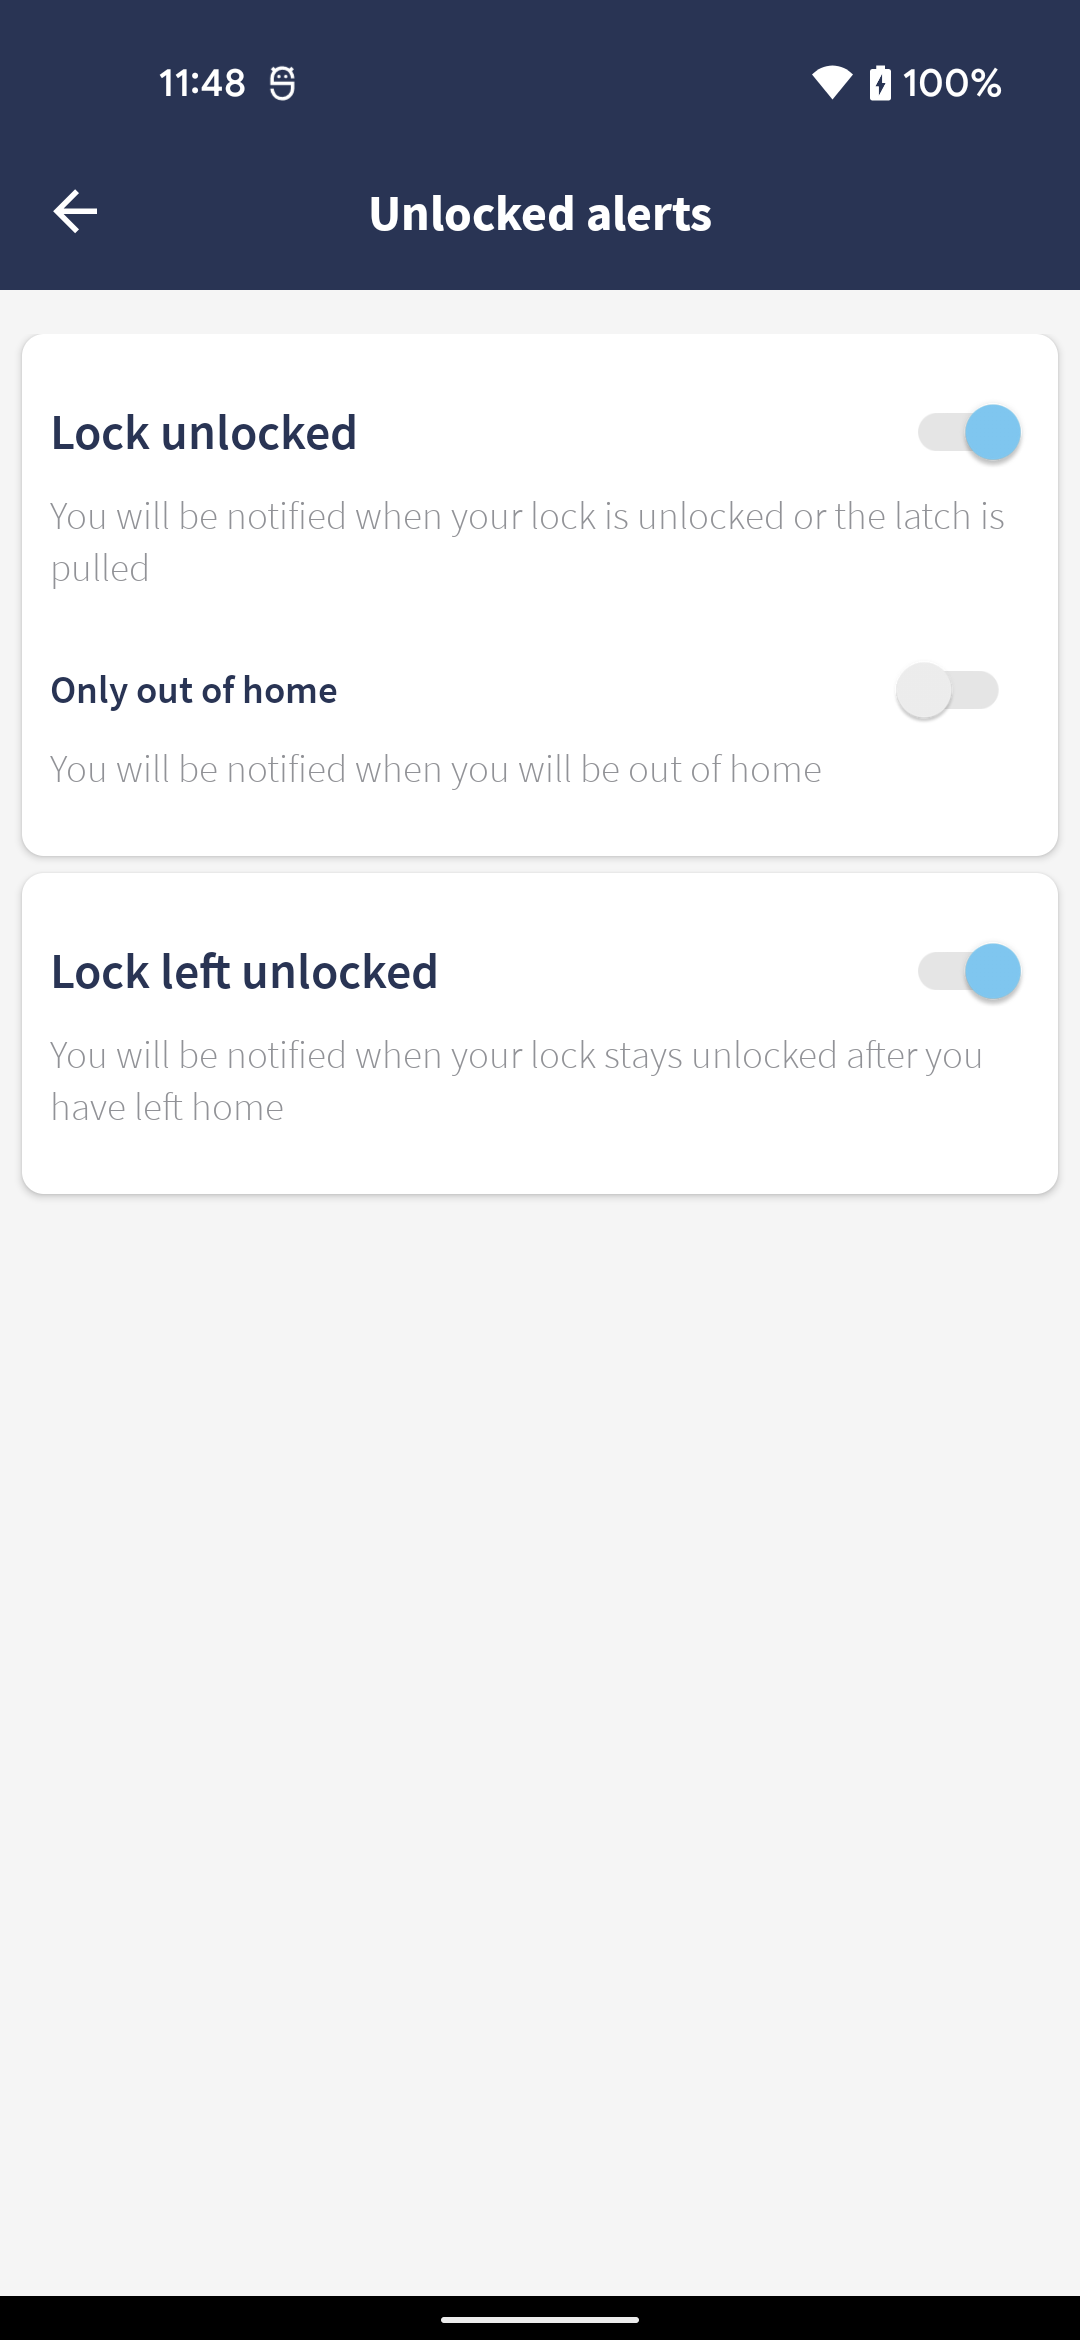 11:48 100%
Unlocked alerts
Lock unlocked
You will be notified when your lock is unlocked or the latch is
pulled
Only out of home
You will be notified when you will be out of home
Lock left unlocked
You will be notified when your lock stays unlocked after you
have left home